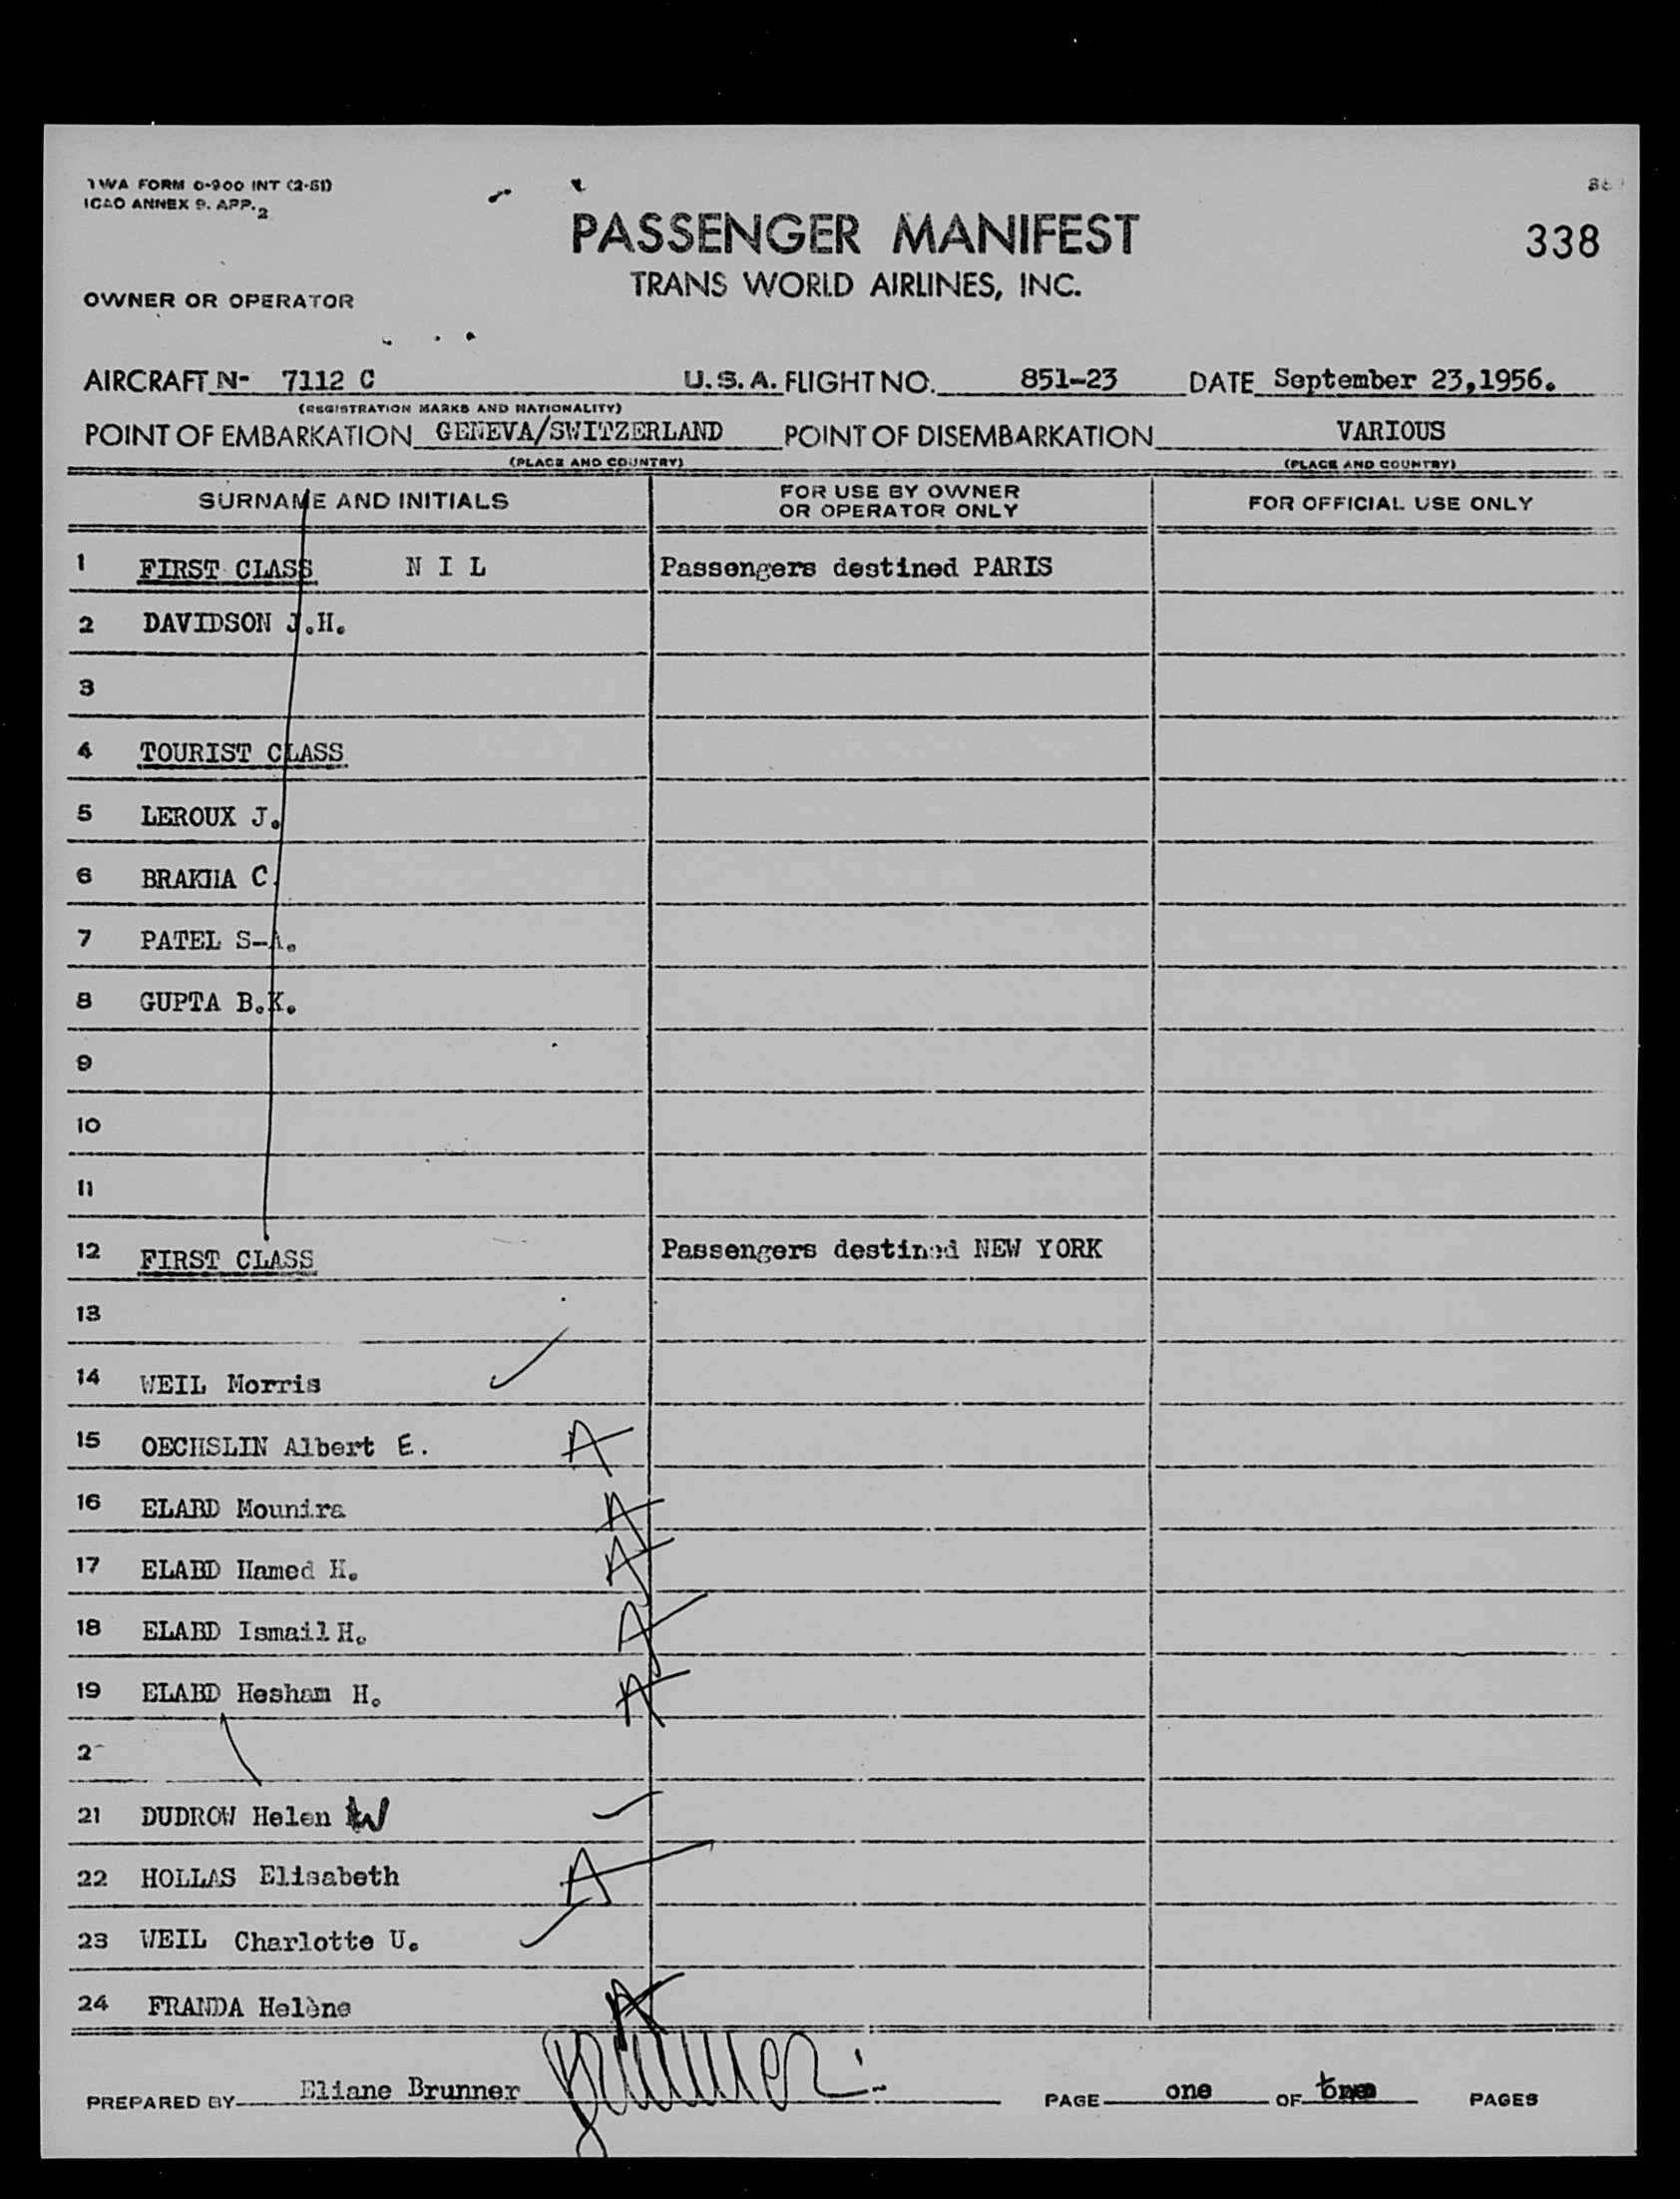 TWA FORM 0-900 INT (2-51)
ICAO ANNEX 9. APP. 2
PASSENGER MANIFEST
338
TRANS WORLD AIRLINES, INC.
OWNER OR OPERATOR
AIRCRAFT N- 7112 C U.S.A. FLIGHT NO. 851-23 DATE September 23,1956.
(REGISTRATION MARKS AND NATIONALITY)
POINT OF EMBARKATION GENEVA/SWITZERLAND POINT OF DISEMBARKATION VARIOUS
(PLACE AND COUNTRY) (PLACE AND COUNTRY)
SURNAME AND INITIALS FOR USE BY OWNER OR OPERATOR ONLY FOR OFFICIAL USE ONLY
1 FIRST CLASS N I L Passengers destined PARIS
2 DAVIDSON J.H.
3
4 TOURIST CLASS
5 LEROUX J.
6 BRAKHA C.
7 PATEL S-A.
8 GUPTA B.K.
9
10
11
12 FIRST CLASS Passengers destined NEW YORK
13
14 WEIL Morris
15 OECHSLIN Albert E. A
16 ELABD Mounira A
17 ELABD Hamed H. A
18 ELABD Ismail H. A
19 ELABD Hesham H. A
2
21 DUDROW Helen W
22 HOLLAS Elisabeth A
23 WEIL Charlotte U.
24 FRANDA Helène A
PREPARED BY Eliane Brunner Brunner PAGE one OF PAGES